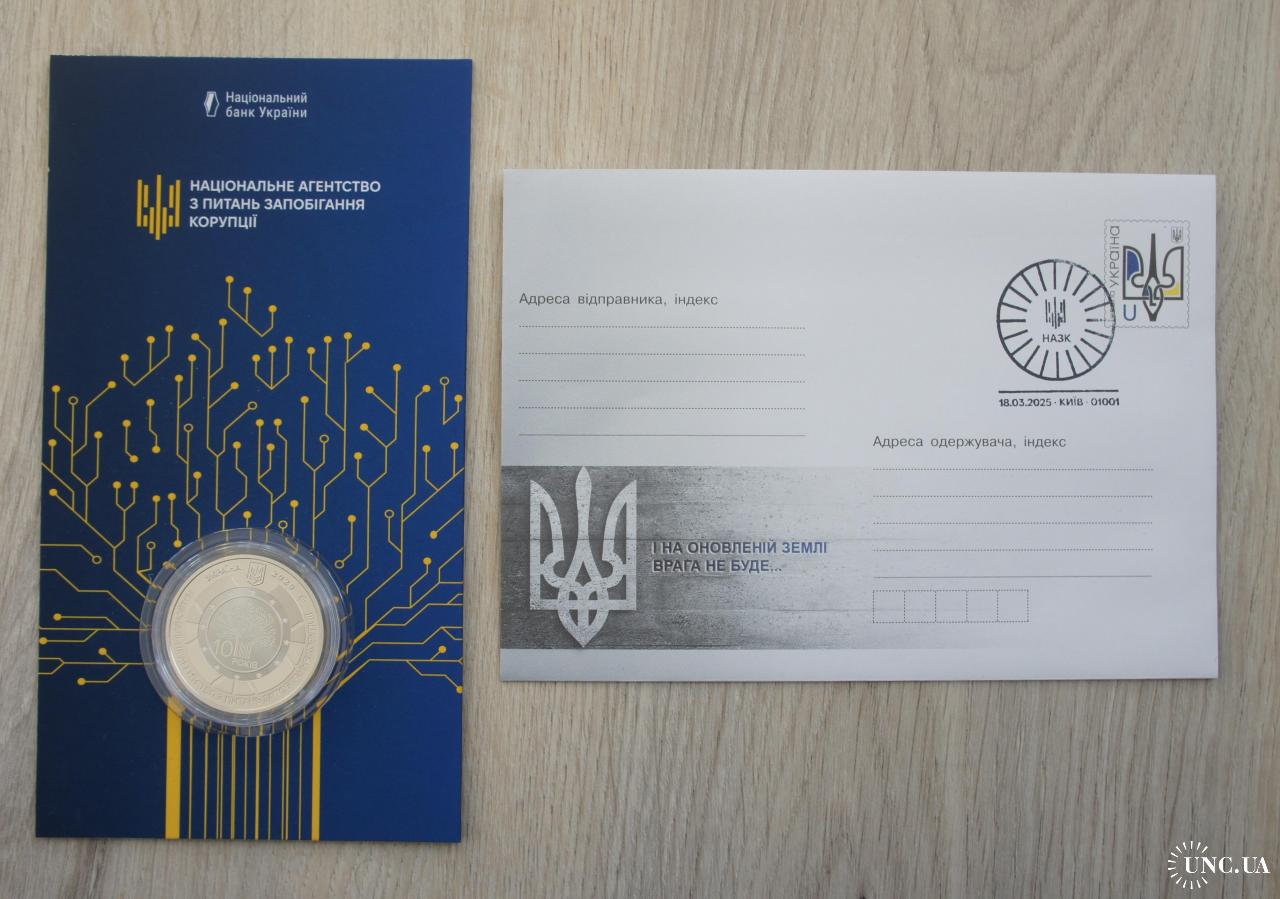 Національний
банк України
НАЦІОНАЛЬНЕ АГЕНТСТВО
З ПИТАНЬ ЗАПОБІГАННЯ
КОРУПЦІЇ
УКРАЇНА
10
РОКІВ
Адреса відправника, індекс
Україна
U
НАЗК
18.03.2025 · КИЇВ · 01001
Адреса одержувача, індекс
І НА ОНОВЛЕНІЙ ЗЕМЛІ
ВРАГА НЕ БУДЕ...
UNC.UA